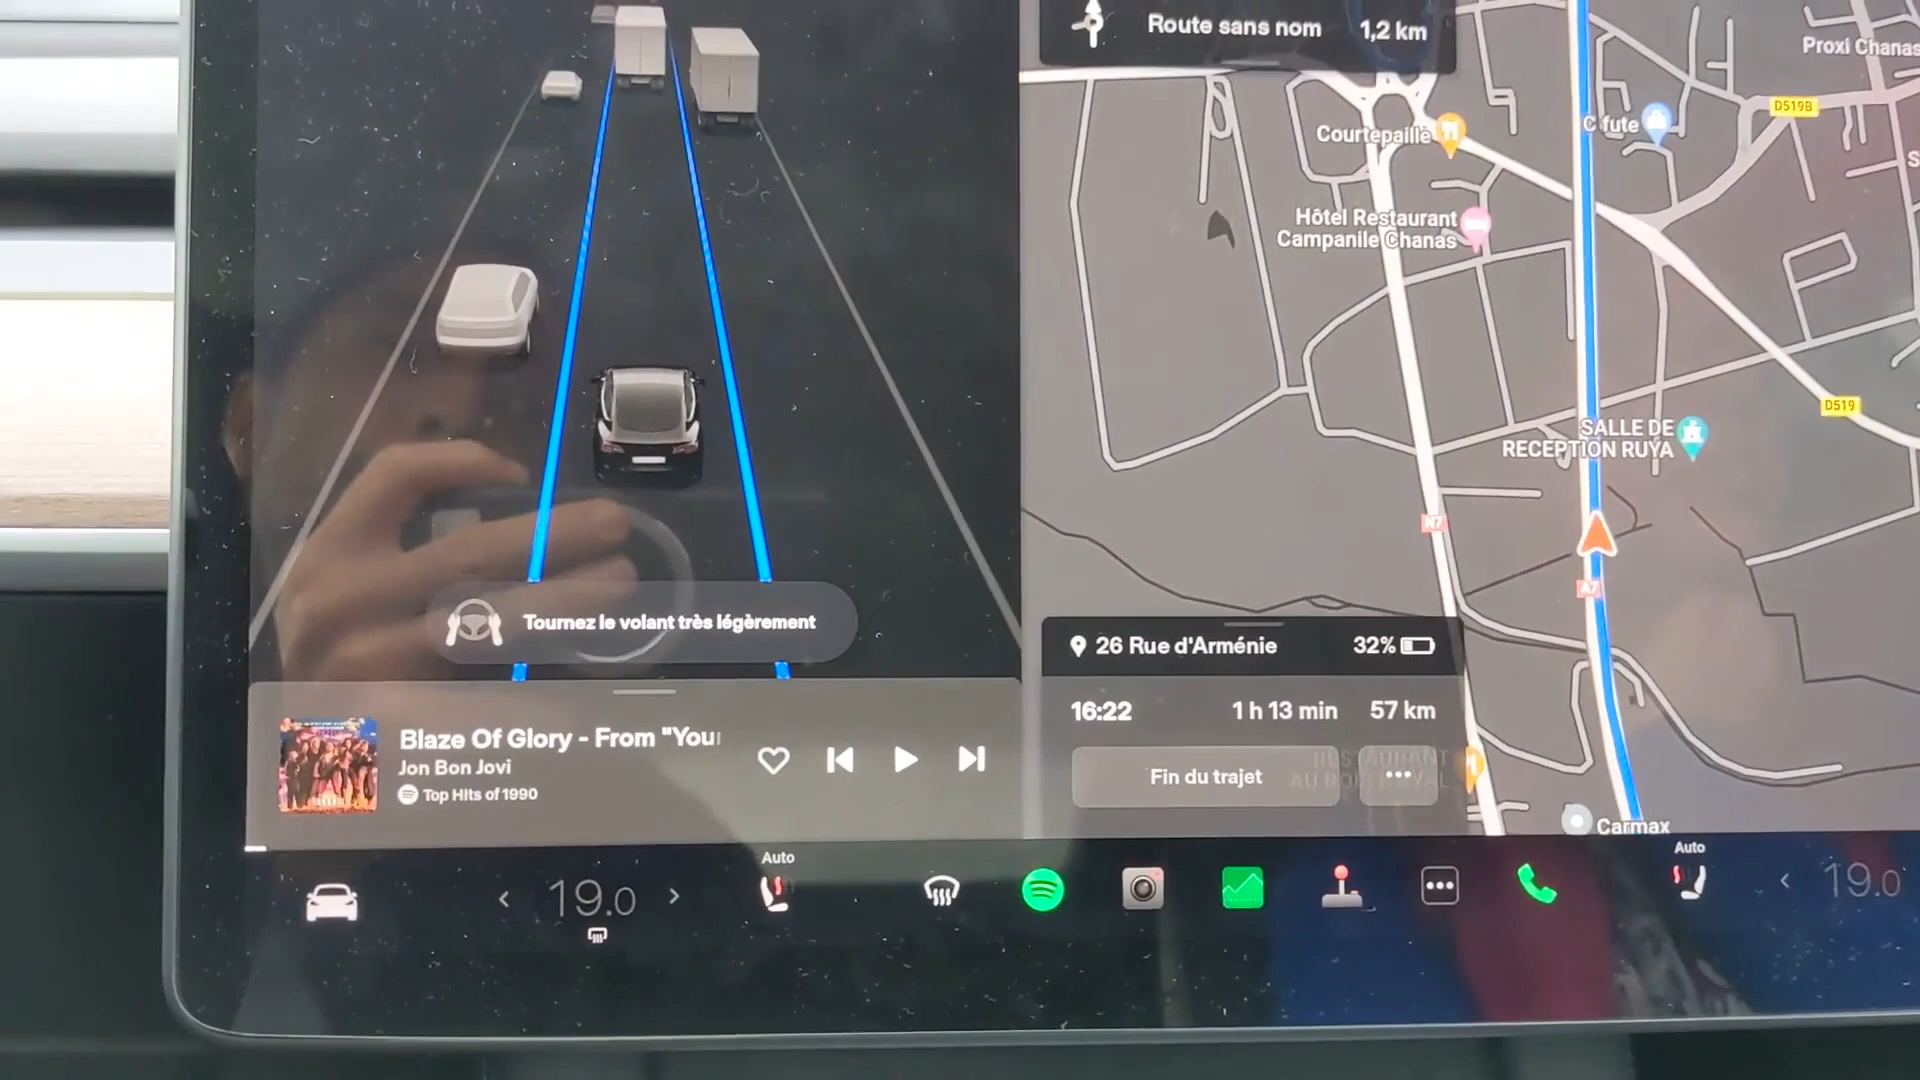 Route sans nom 1,2 km
Proxi Chanas
D519B
Courtepaille
C fute
Hôtel Restaurant
Campanile Chanas
D519
SALLE DE
RECEPTION RUYA
N7
A7
Tournez le volant très légèrement
26 Rue d'Arménie 32%
16:22 1 h 13 min 57 km
Fin du trajet
RESTAURANT
Carmax
Blaze Of Glory - From "Your
Jon Bon Jovi
Top Hits of 1990
Auto
19.0
Auto
19.0